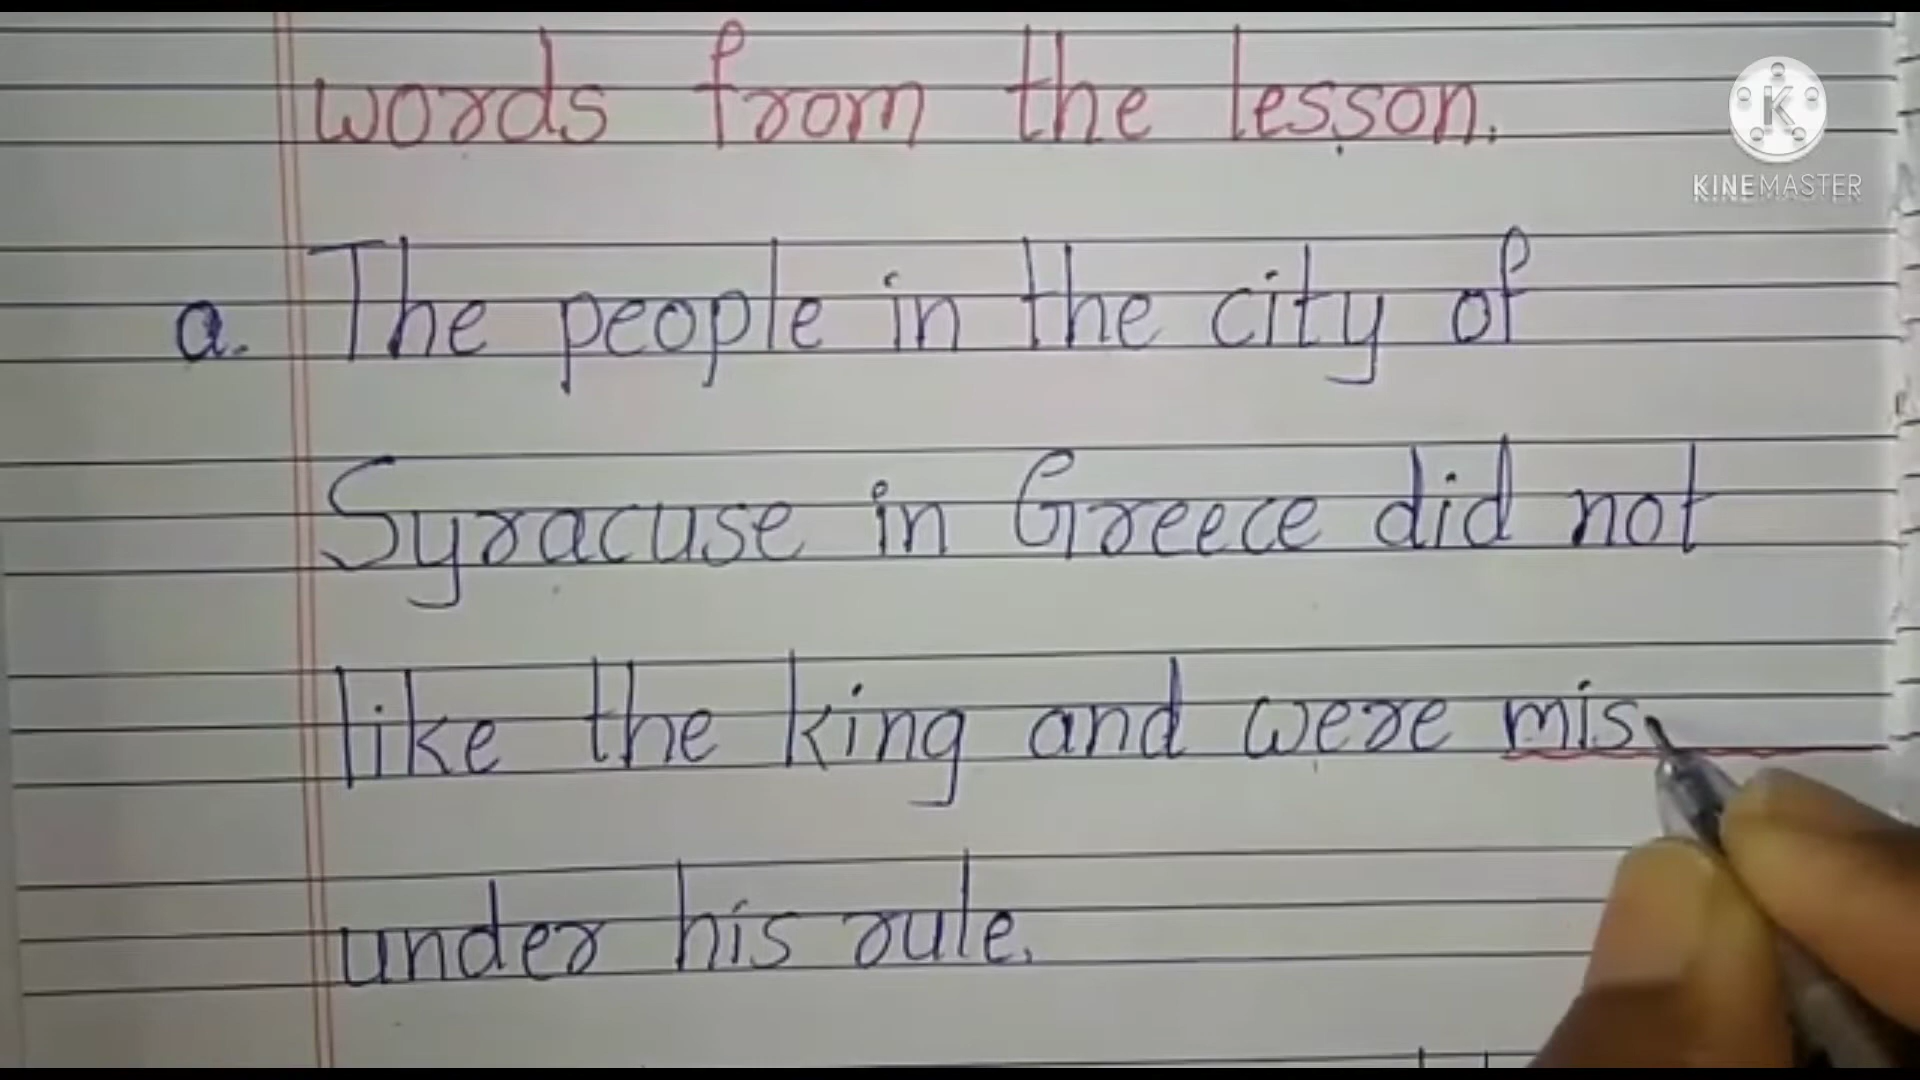 words from the lesson.
a. The people in the city of
Syracuse in Greece did not
like the king and were mis
under his rule.
K
KINEMASTER